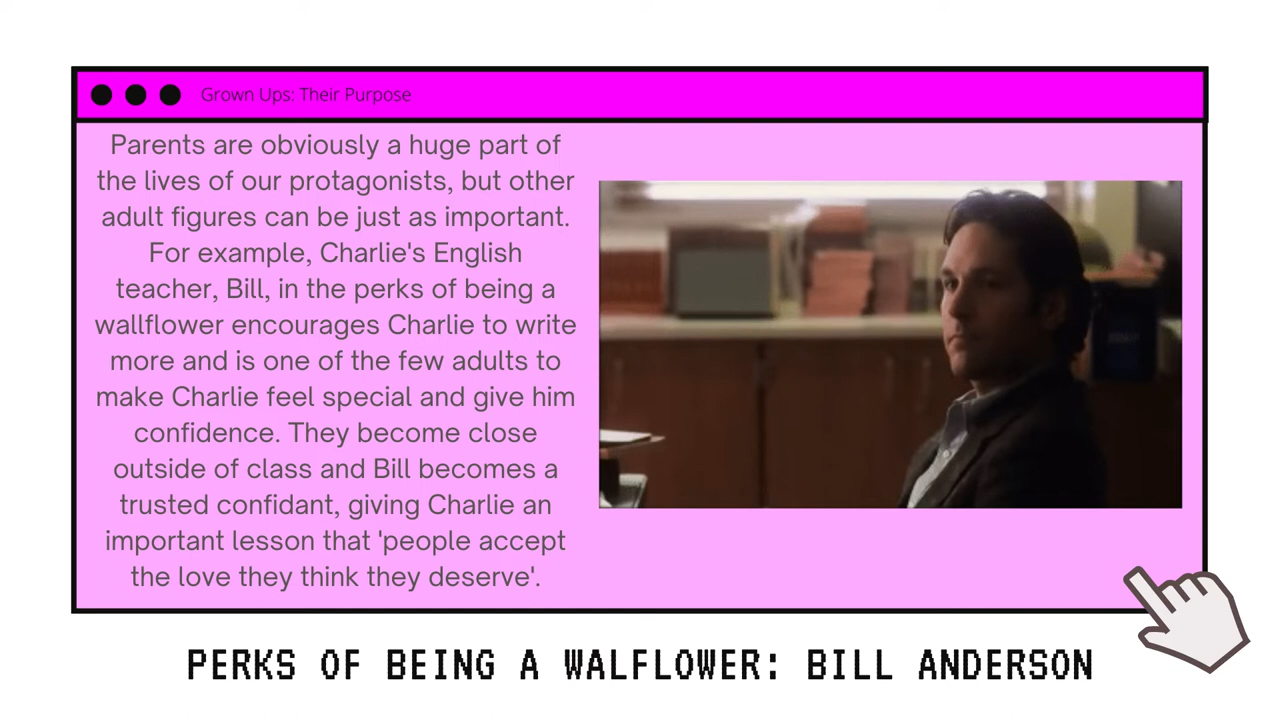 Grown Ups: Their Purpose
Parents are obviously a huge part of
the lives of our protagonists, but other
adult figures can be just as important.
For example, Charlie's English
teacher, Bill, in the perks of being a
wallflower encourages Charlie to write
more and is one of the few adults to
make Charlie feel special and give him
confidence. They become close
outside of class and Bill becomes a
trusted confidant, giving Charlie an
important lesson that 'people accept
the love they think they deserve'.
PERKS OF BEING A WALFLOWER: BILL ANDERSON